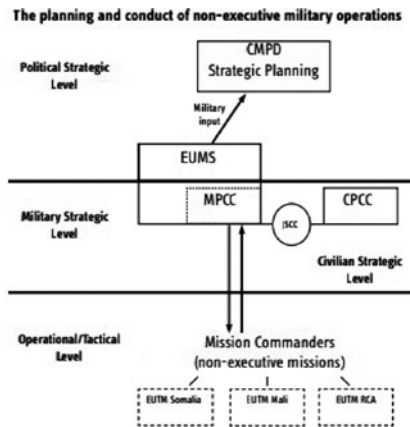 The planning and conduct of non-executive military operations
CMPD
Strategic Planning
Political Strategic
Level
Military
input
EUMS
MPCC
CPCC
JSCC
Military Strategic
Level
Civilian Strategic
Level
Operational/Tactical
Level
Mission Commanders
(non-executive missions)
EUTM Somalia
EUTM Mali
EUTM RCA